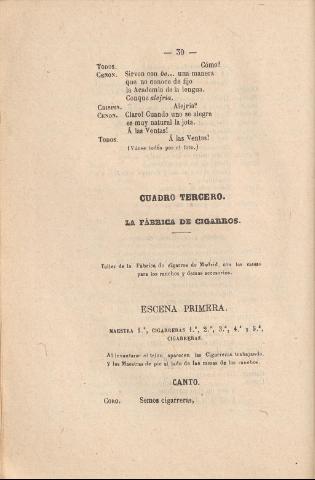 — 39 —
TODOS. Cómo!
CENON. Sirven con be... una manera
que no conoce de fijo
la Academia de la lengua.
Conque alegría.
CRISPIN. Alegría?
CENON. Claro! Cuando uno se alegra
es muy natural la jota.
Á las Ventas!
TODOS. Á las Ventas!
(Vánse todos por el foro.)
CUADRO TERCERO.
LA FÁBRICA DE CIGARROS.
Taller de la Fábrica de cigarros de Madrid, con las mesas
para los ranchos y demas accesorios.
ESCENA PRIMERA.
MAESTRA 1.ª, CIGARRERAS 1.ª, 2.ª, 3.ª, 4.ª y 5.ª,
CIGARRERAS.
Al levantarse el telon, aparecen las Cigarreras trabajando,
y las Maestras de pie al lado de las mesas de los ranchos.
CANTO.
CORO. Somos cigarreras,